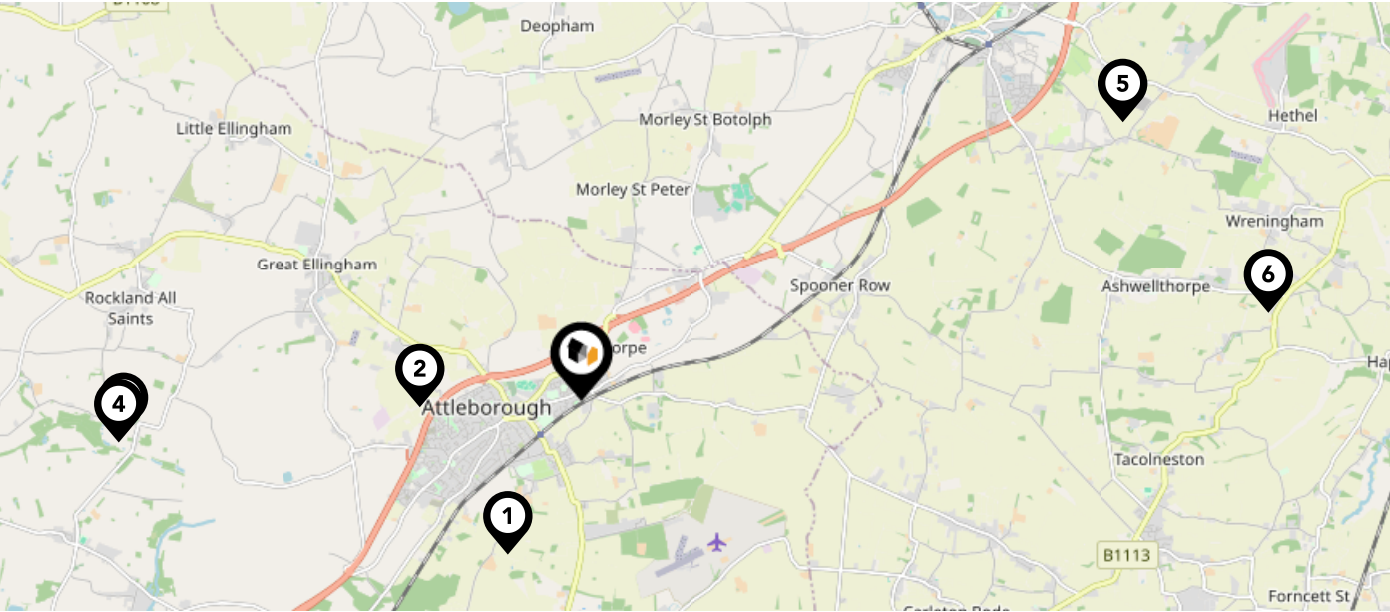 Deopham
Morley St Botolph
5
Hethel
Little Ellingham
Morley St Peter
Wreningham
Great Ellingham
6
Spooner Row
Ashwellthorpe
Rockland All
Saints
2
4
Attleborough
Tacolneston
1
B1113
Forncett St